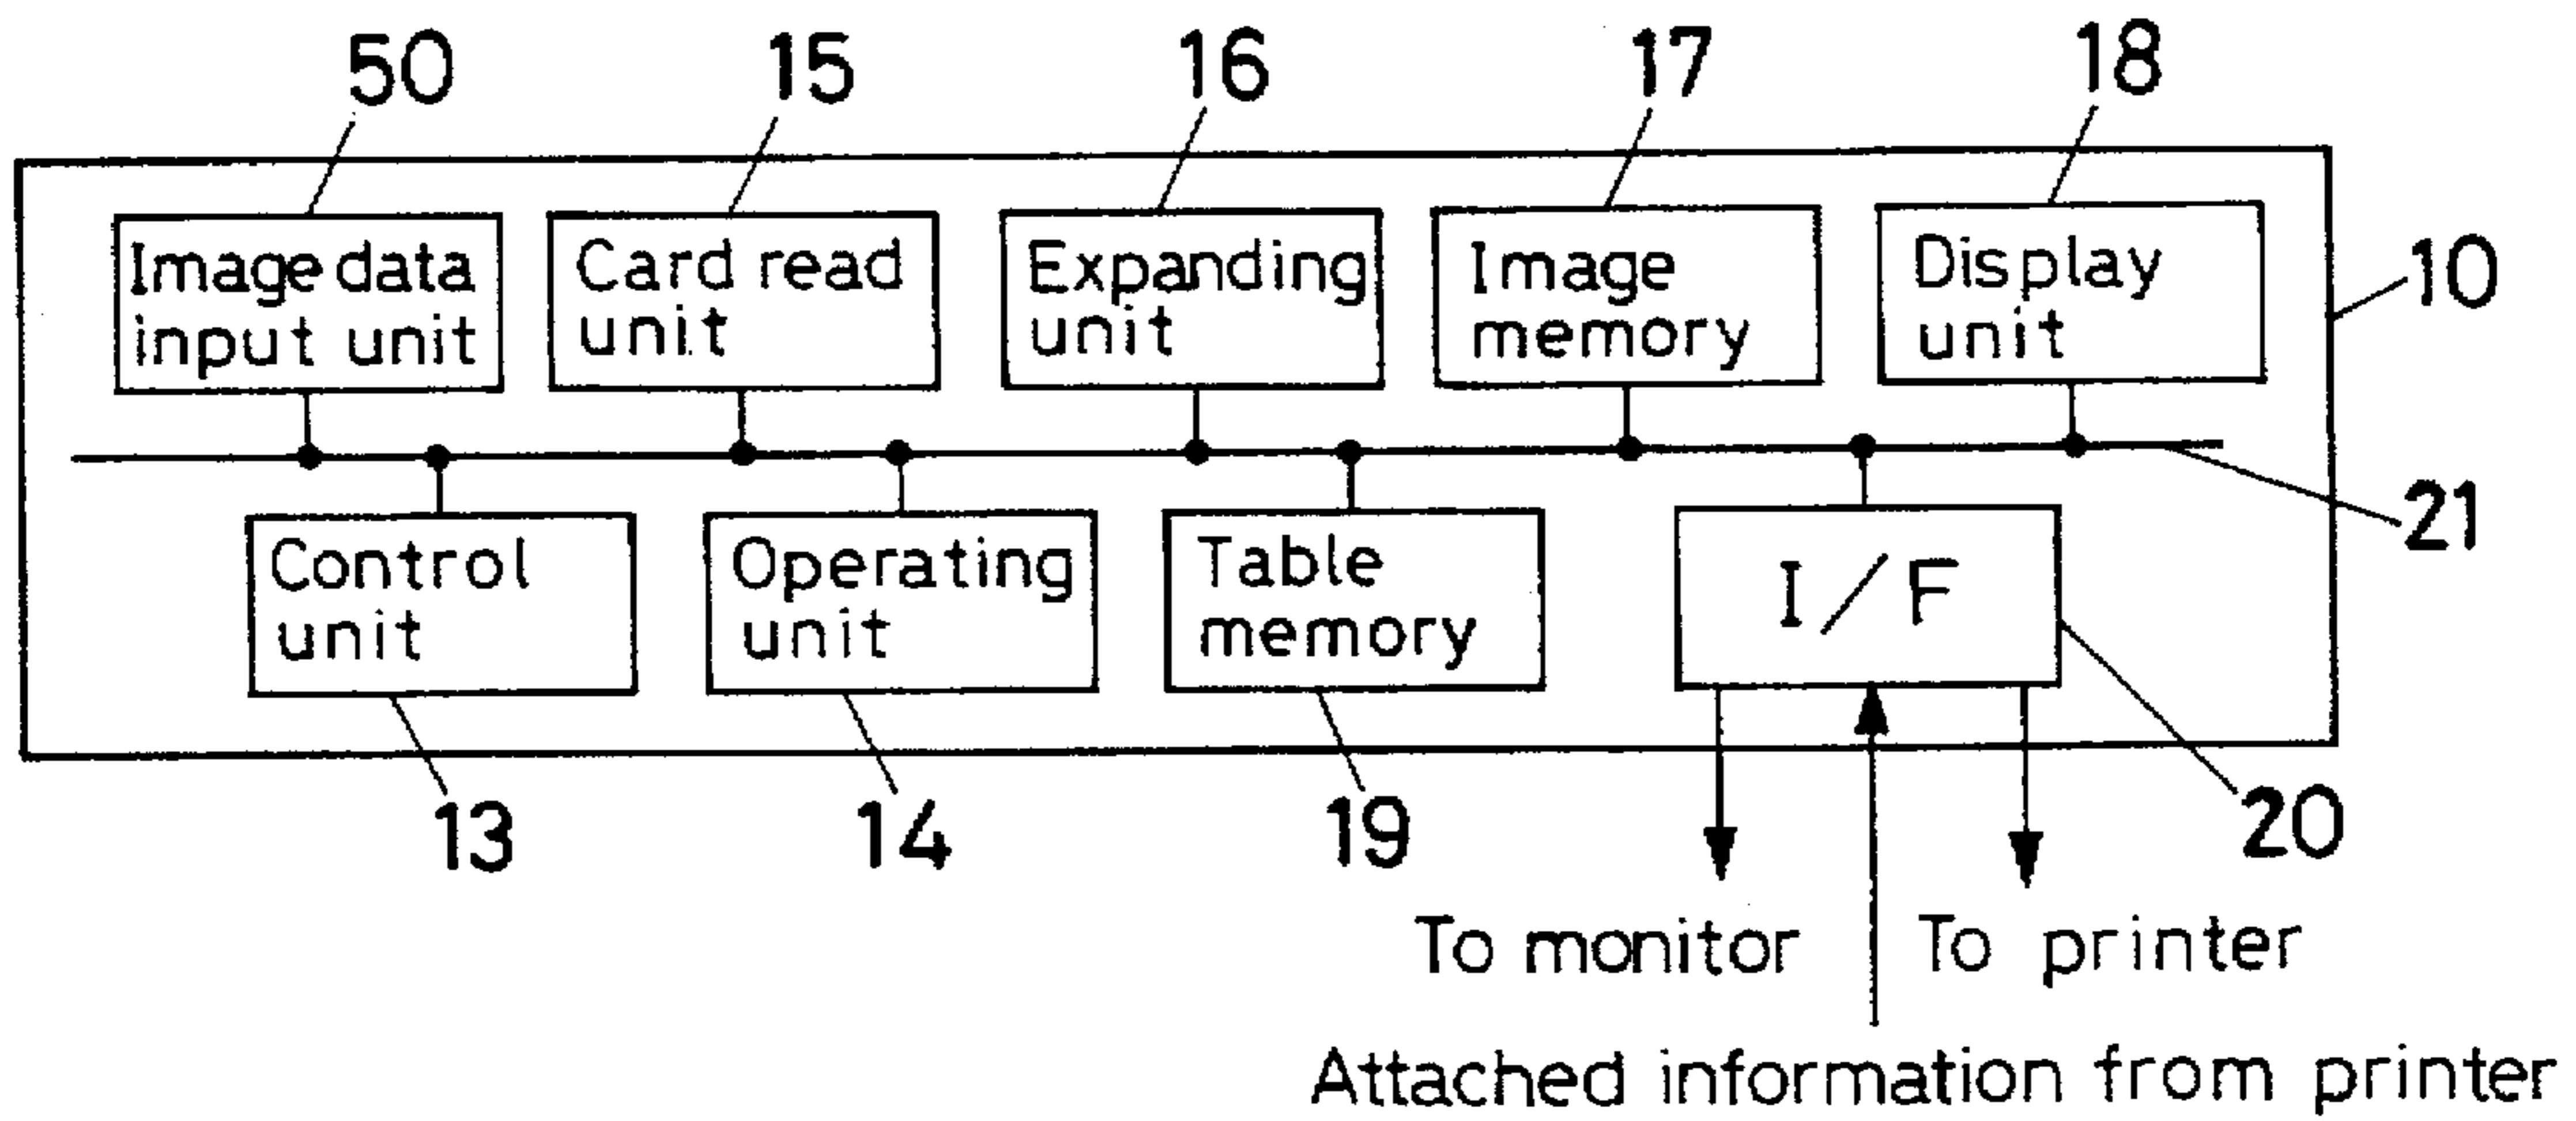 50
15
16
17
18
Image data
input unit
Card read
unit
Expanding
unit
Image
memory
Display
unit
10
21
Control
unit
Operating
unit
Table
memory
I/F
13
14
19
20
To monitor
To printer
Attached information from printer